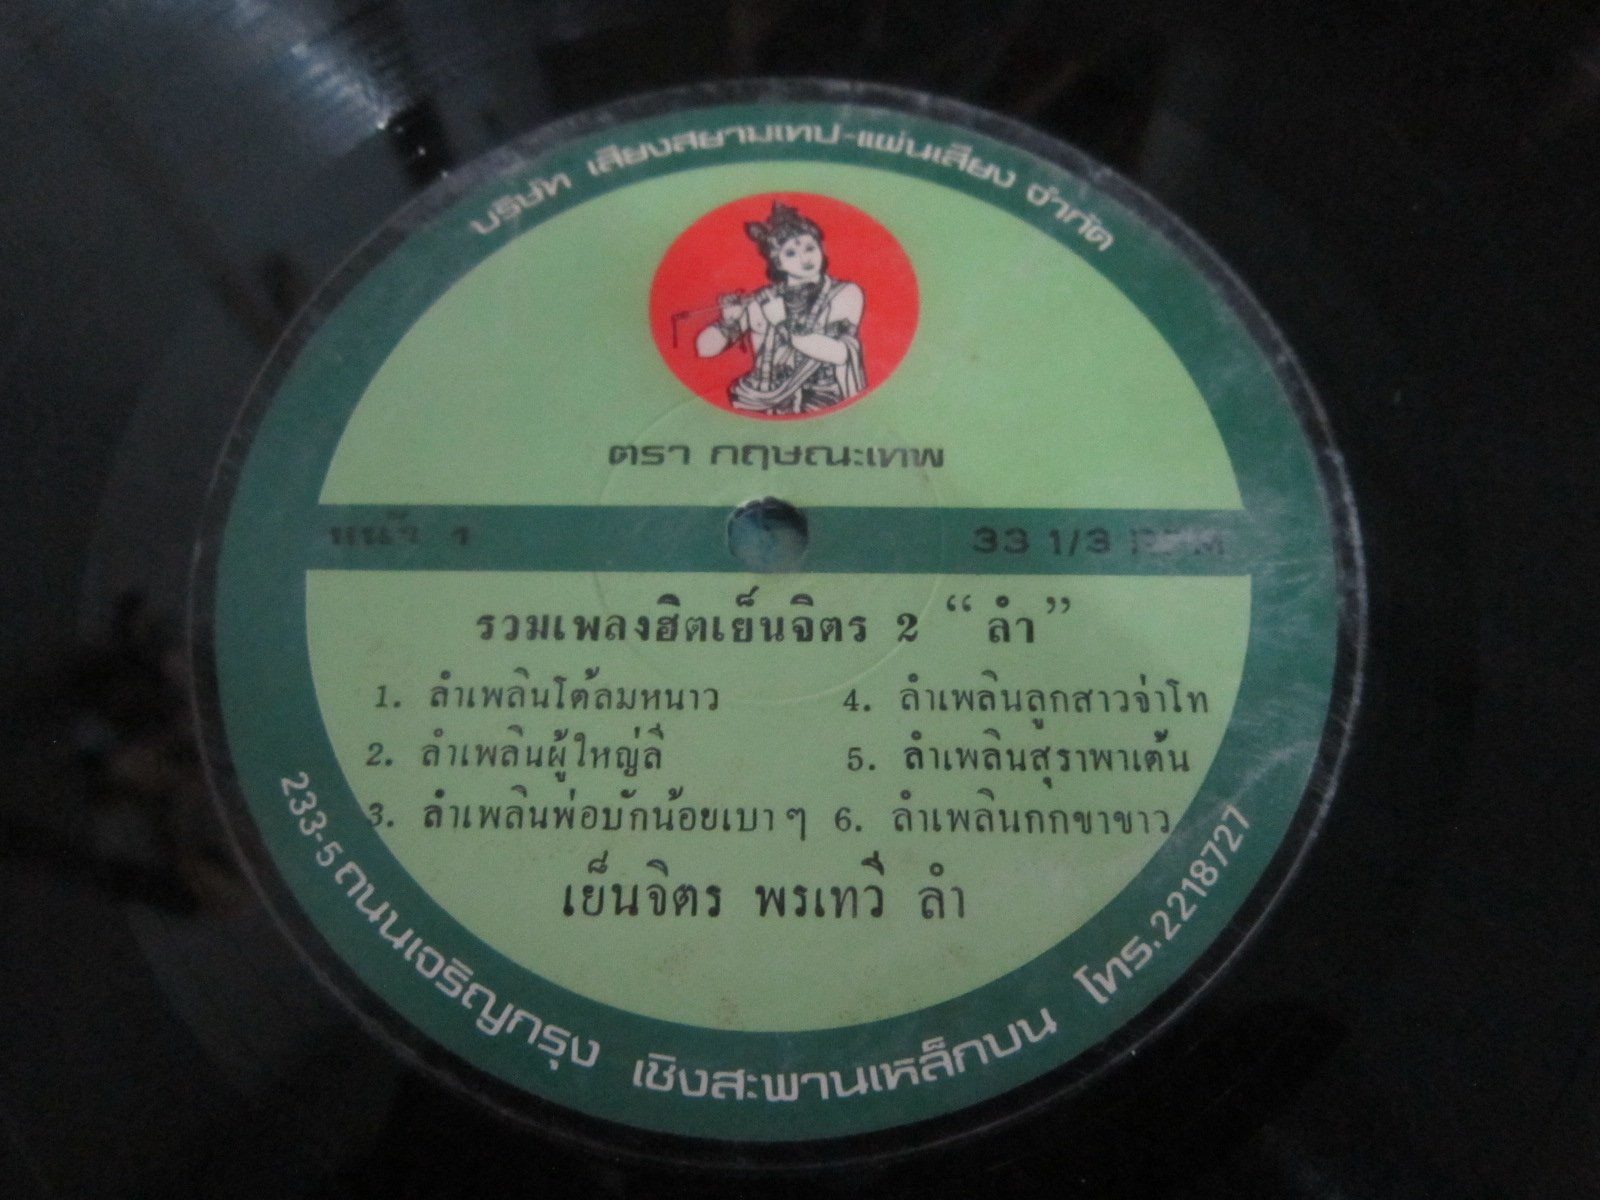 บริษัท เสียงสยามเทป-แผ่นเสียง จำกัด
ตรา กฤษณะเทพ
หน้า 1
33 1/3 RPM
รวมเพลงฮิตเย็นจิตร 2 “ ลำ ”
1. ลำเพลินโต้ลมหนาว
2. ลำเพลินผู้ใหญ่ลี
3. ลำเพลินพ่อบักน้อยเบาๆ
4. ลำเพลินลูกสาวจ่าโท
5. ลำเพลินสุราพาเต้น
6. ลำเพลินกกขาขาว
เย็นจิตร พรเทวี ลำ
233-5 ถนนเจริญกรุง เชิงสะพานเหล็กบน โทร.2218727